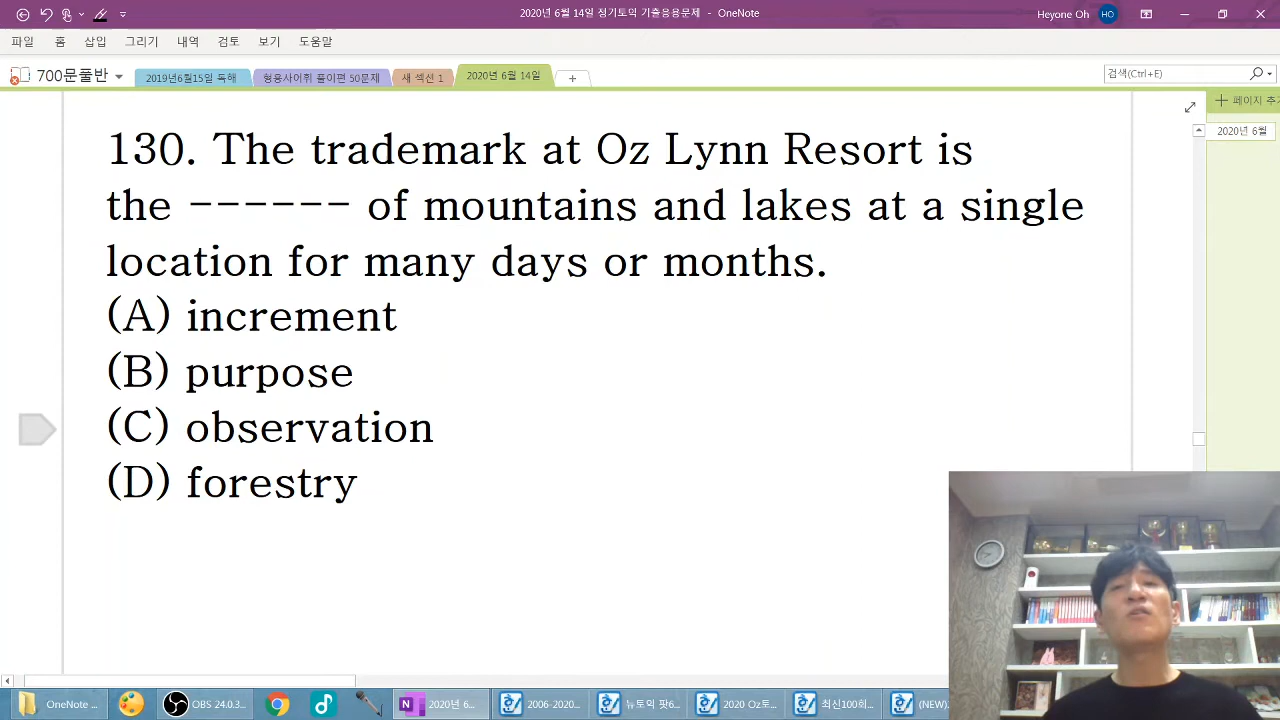 2020년 6월 14일 정기토익 기출응용문제 - OneNote
Heyone Oh
HO
파일 홈 삽입 그리기 내역 검토 보기 도움말
700문풀반
2019년6월15일 독해
형용사어휘 풀이편 50문제
새 섹션 1
2020년 6월 14일
검색(Ctrl+E)
페이지 추
2020년 6월
130. The trademark at Oz Lynn Resort is
the ------ of mountains and lakes at a single
location for many days or months.
(A) increment
(B) purpose
(C) observation
(D) forestry
OneNote ...
OBS 24.0.3...
2020년 6...
2006-2020...
뉴토익 팟6...
2020 Oz토...
최신100회...
(NEW)